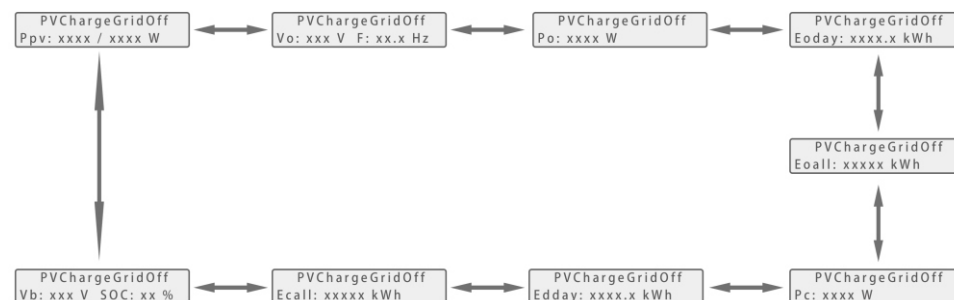 PVChargeGridOff
Ppv: xxxx / xxxx W
PVChargeGridOff
Vo: xxx V F: xx.x Hz
PVChargeGridOff
Po: xxxx W
PVChargeGridOff
Eoday: xxxx.x kWh
PVChargeGridOff
Eoall: xxxxx kWh
PVChargeGridOff
Vb: xxx V SOC: xx %
PVChargeGridOff
Ecall: xxxxx kWh
PVChargeGridOff
Edday: xxxx.x kWh
PVChargeGridOff
Pc: xxxx W